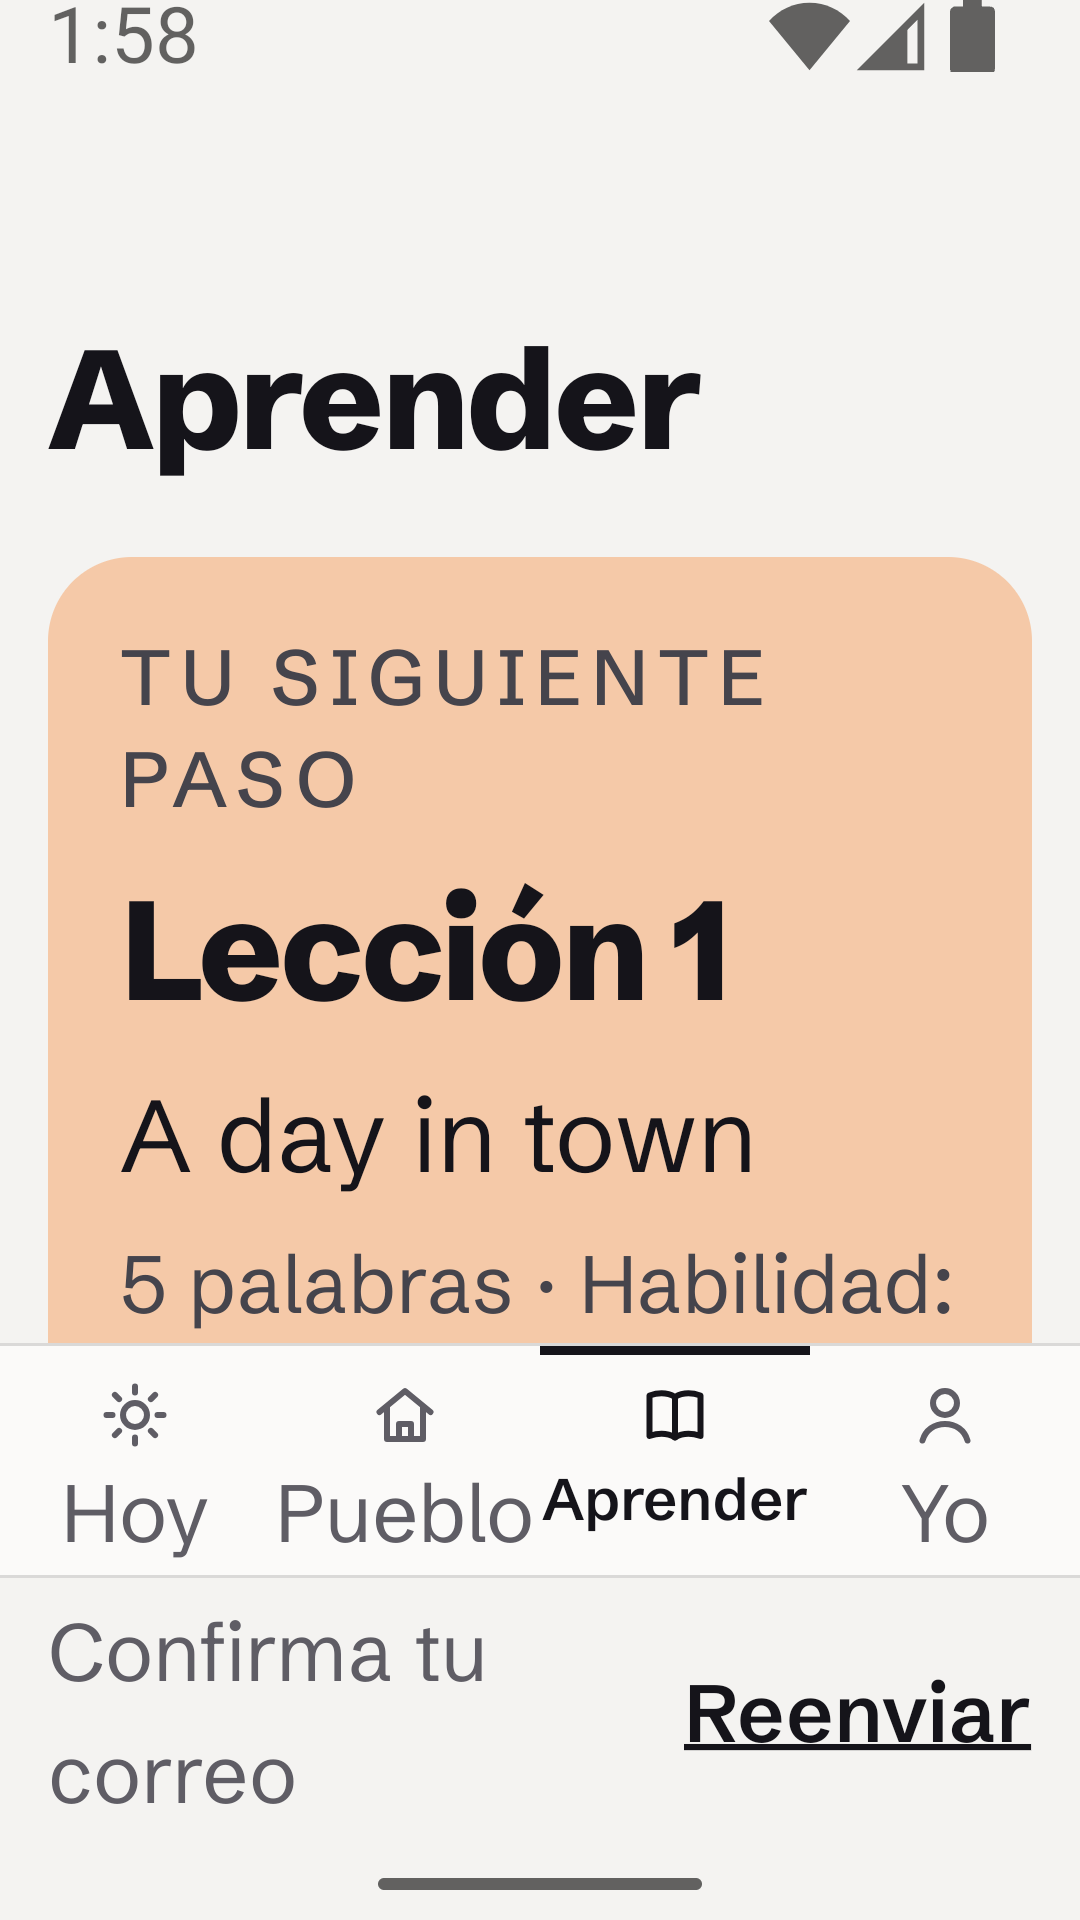 1:58
Aprender
TU SIGUIENTE
PASO
Lección 1
A day in town
5 palabras · Habilidad:
Hoy
Pueblo
Aprender
Yo
Confirma tu
correo
Reenviar